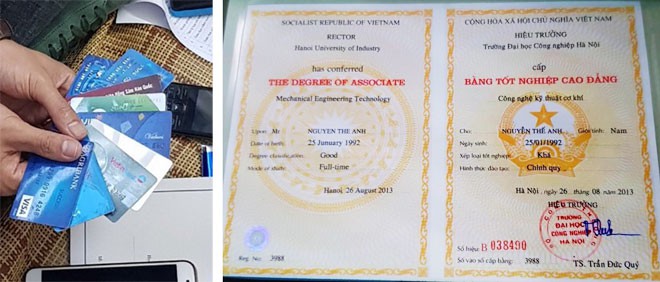 VISA
SOCIALIST REPUBLIC OF VIETNAM
RECTOR
Hanoi University of Industry
has conferred
THE DEGREE OF ASSOCIATE
Mechanical Engineering Technology
Upon: Mr NGUYEN THE ANH
Date of birth: 25 Junuary 1992
Degree classification: Good
Mode of study: Full-time
Hanoi, 26 August 2013
Reg. No: 3988
CỘNG HÒA XÃ HỘI CHỦ NGHĨA VIỆT NAM
HIỆU TRƯỞNG
Trường Đại học Công nghiệp Hà Nội
cấp
BẰNG TỐT NGHIỆP CAO ĐẲNG
Công nghệ kỹ thuật cơ khí
Cho: NGUYỄN THẾ ANH Giới tính: Nam
Ngày sinh: 25/01/1992
Xếp loại tốt nghiệp: Khá
Hình thức đào tạo: Chính quy
Hà Nội, ngày 26 tháng 08 năm 2013
HIỆU TRƯỞNG
TRƯỜNG
ĐẠI HỌC
CÔNG NGHIỆP
HÀ NỘI
Số hiệu: B 038490
Số vào sổ cấp bằng: 3988
TS. Trần Đức Quý